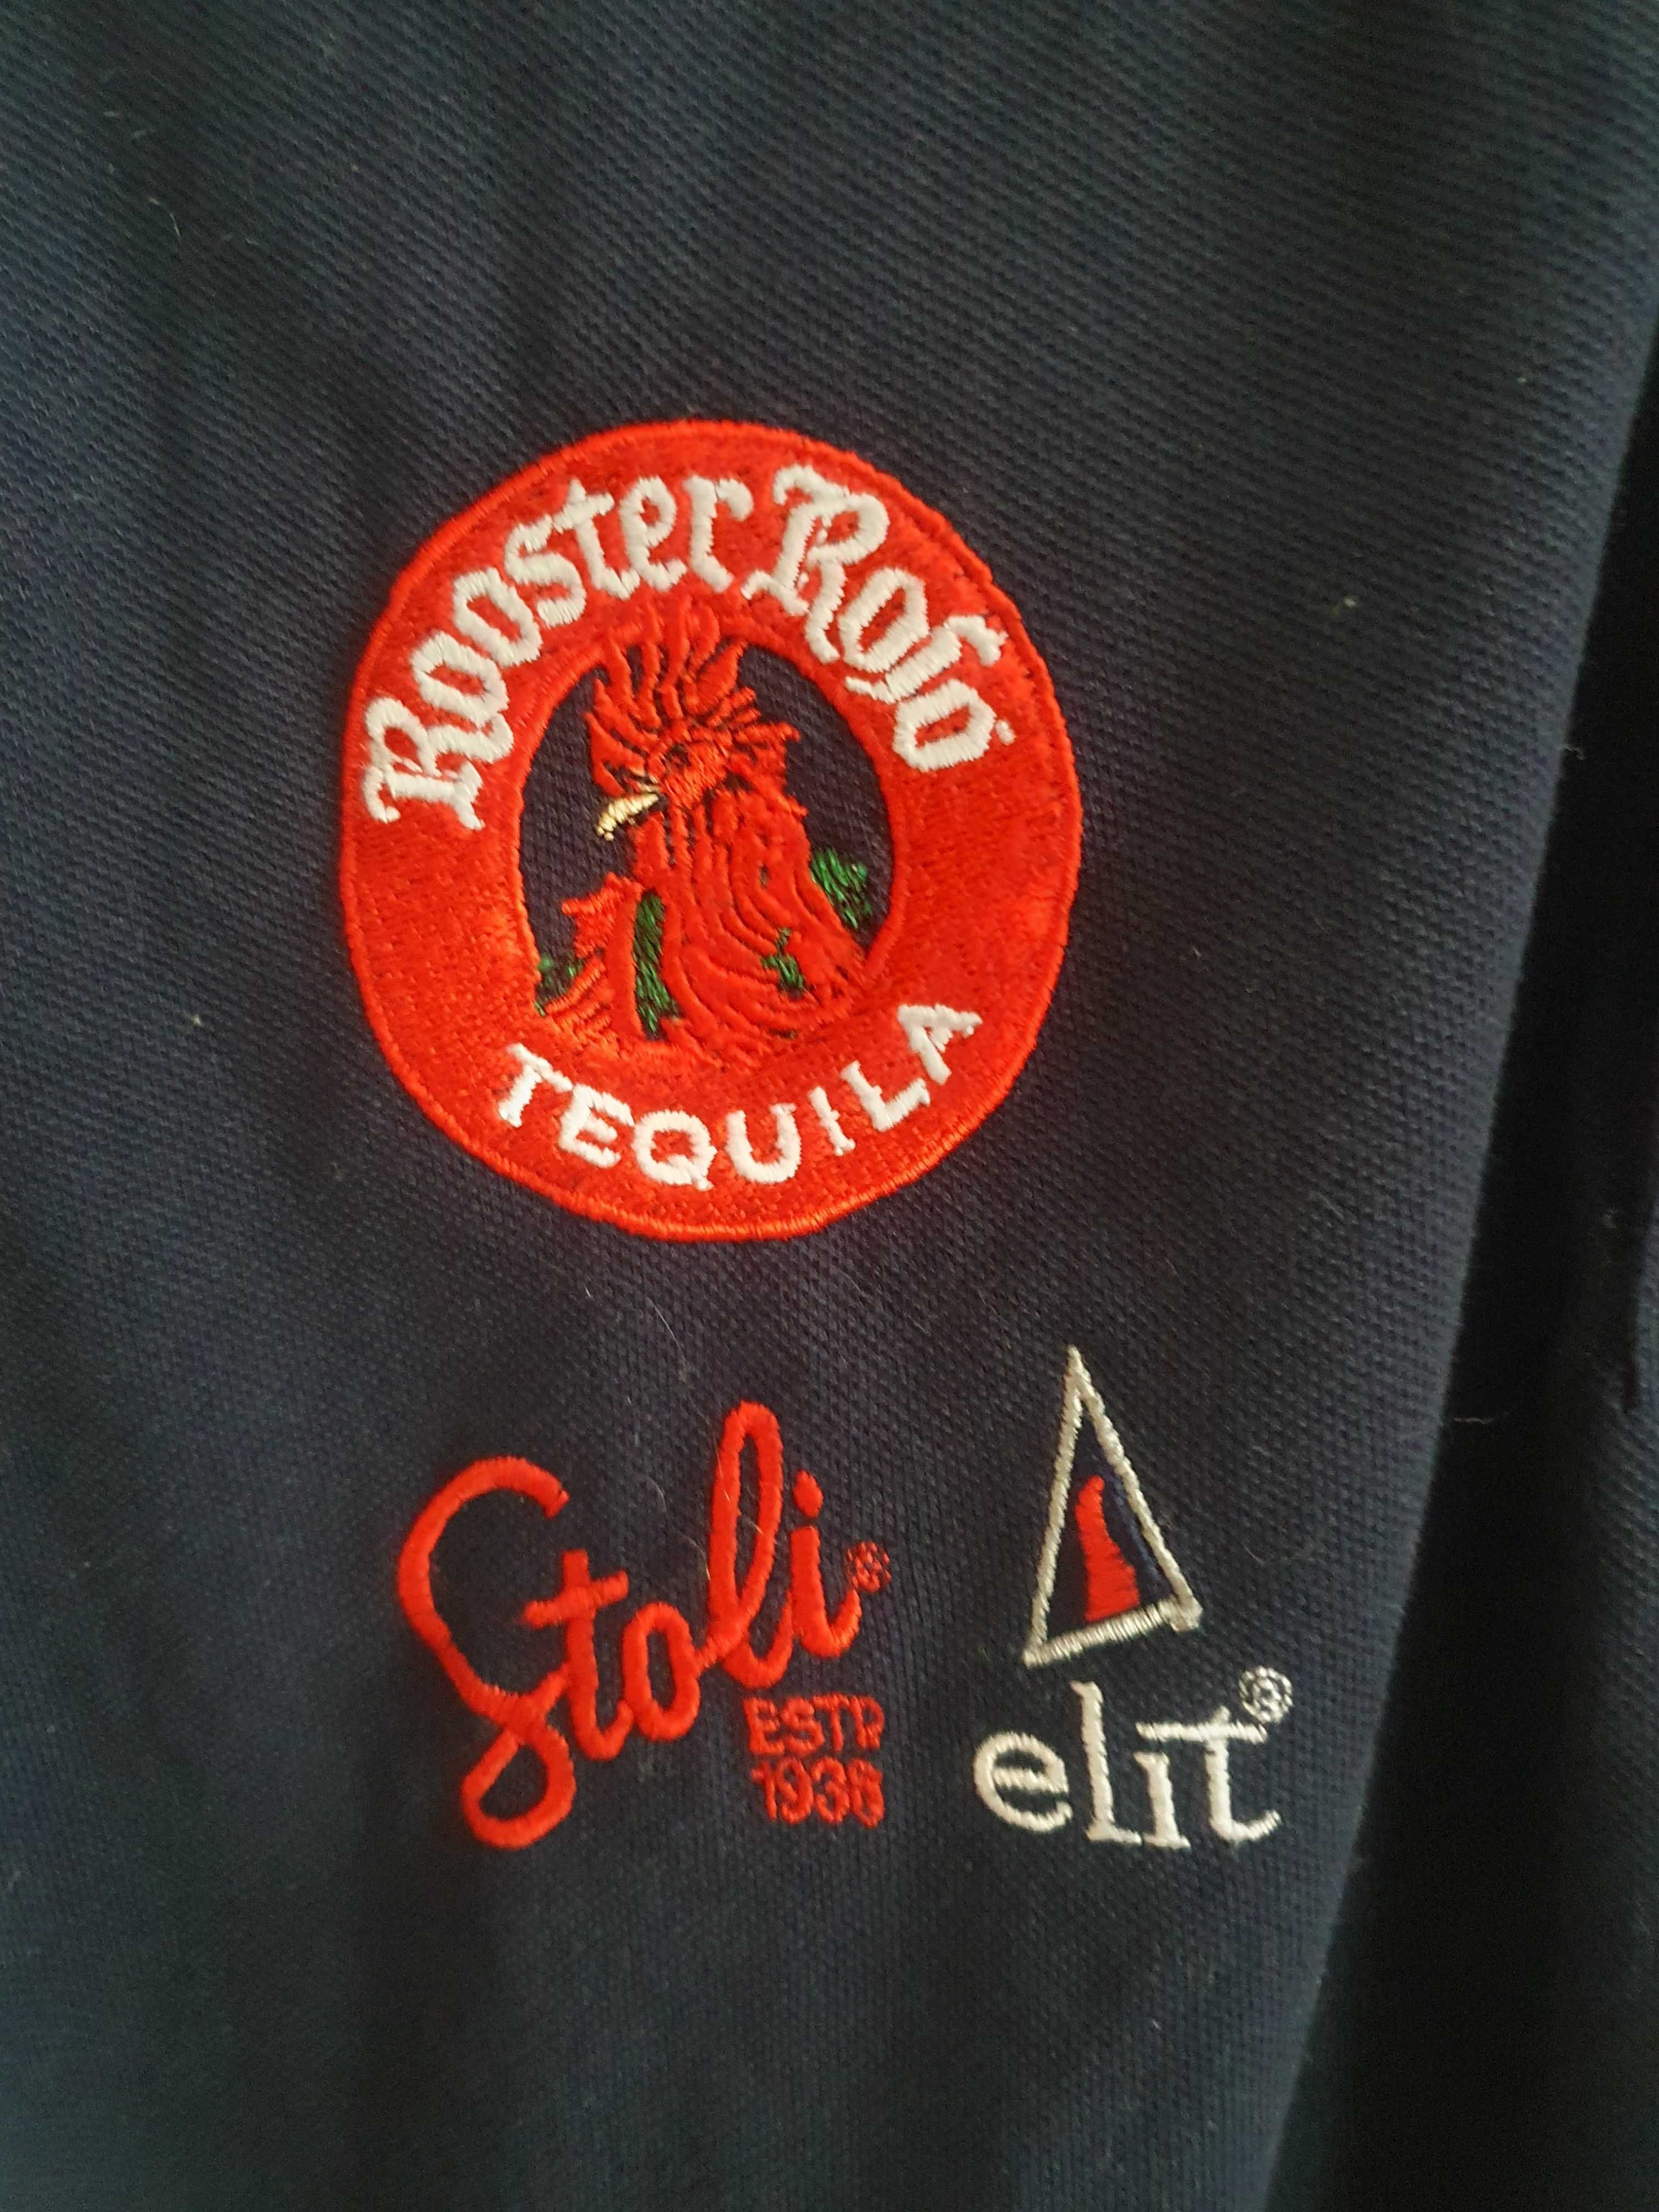 Rooster Rojo
TEQUILA
Stoli®
ESTD
1938
elit®